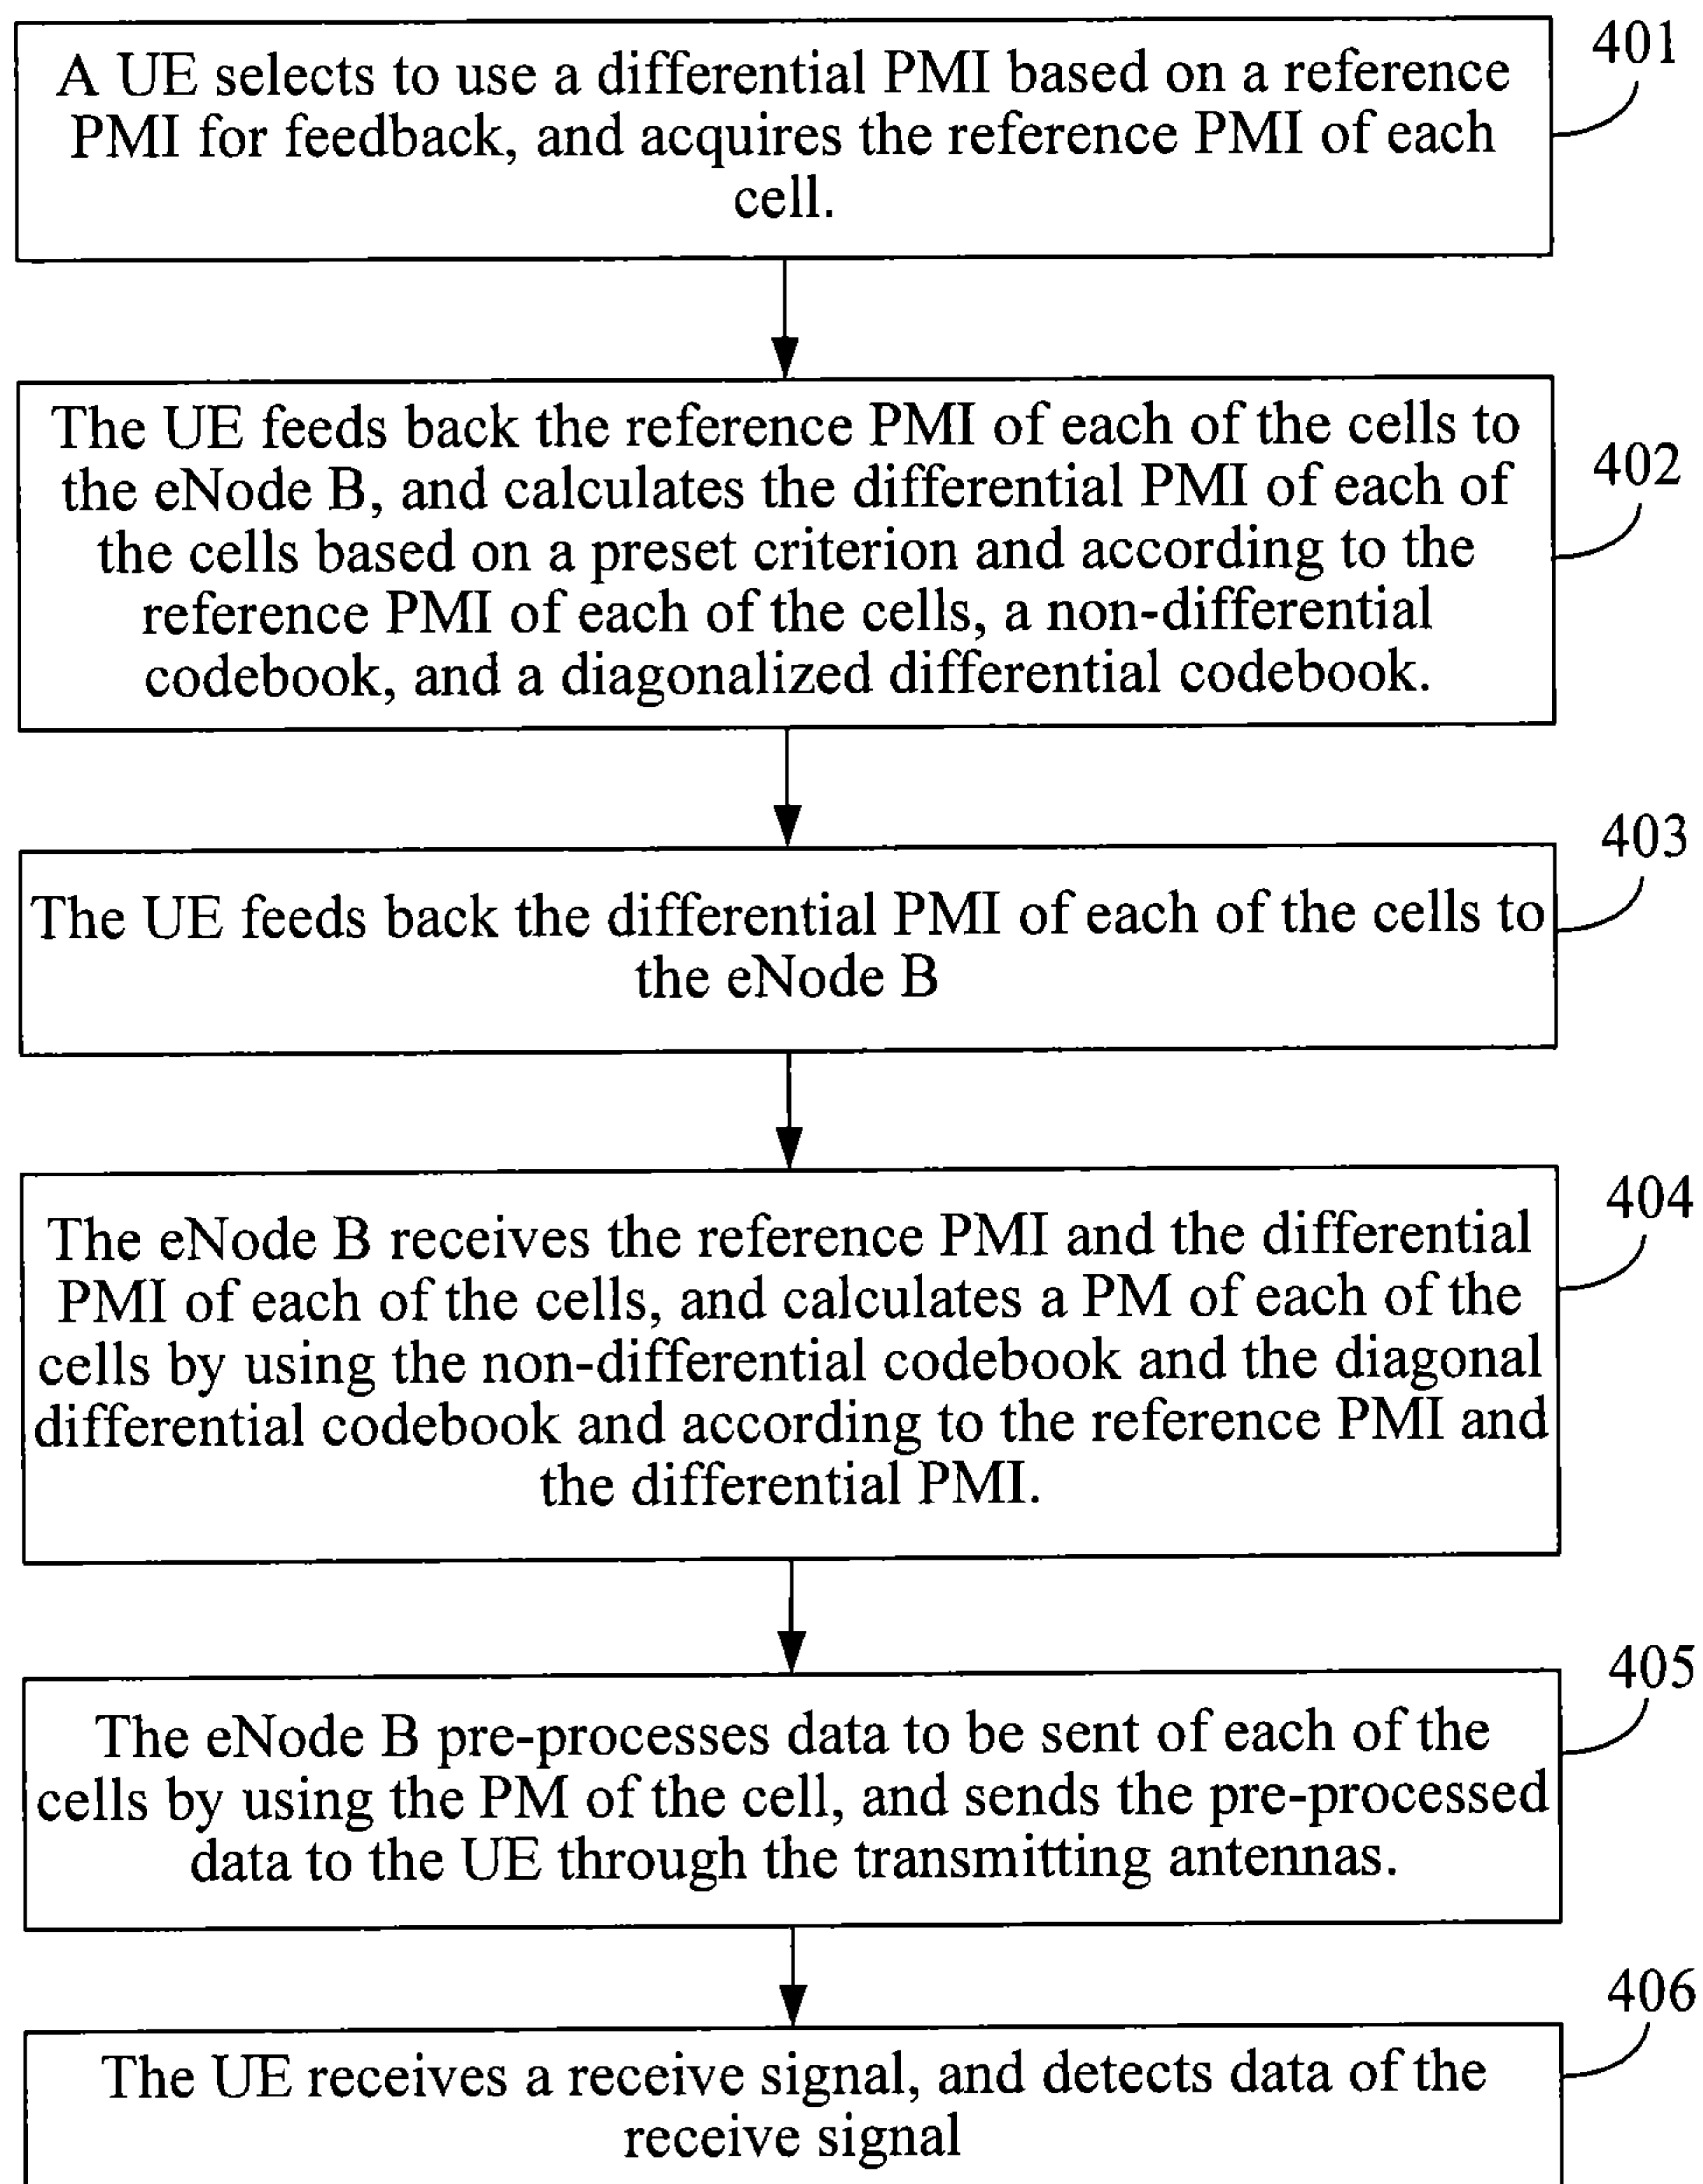 A UE selects to use a differential PMI based on a reference
PMI for feedback, and acquires the reference PMI of each
cell.
401
The UE feeds back the reference PMI of each of the cells to
the eNode B, and calculates the differential PMI of each of
the cells based on a preset criterion and according to the
reference PMI of each of the cells, a non-differential
codebook, and a diagonalized differential codebook.
402
The UE feeds back the differential PMI of each of the cells to
the eNode B
403
The eNode B receives the reference PMI and the differential
PMI of each of the cells, and calculates a PM of each of the
cells by using the non-differential codebook and the diagonal
differential codebook and according to the reference PMI and
the differential PMI.
404
The eNode B pre-processes data to be sent of each of the
cells by using the PM of the cell, and sends the pre-processed
data to the UE through the transmitting antennas.
405
The UE receives a receive signal, and detects data of the
receive signal
406